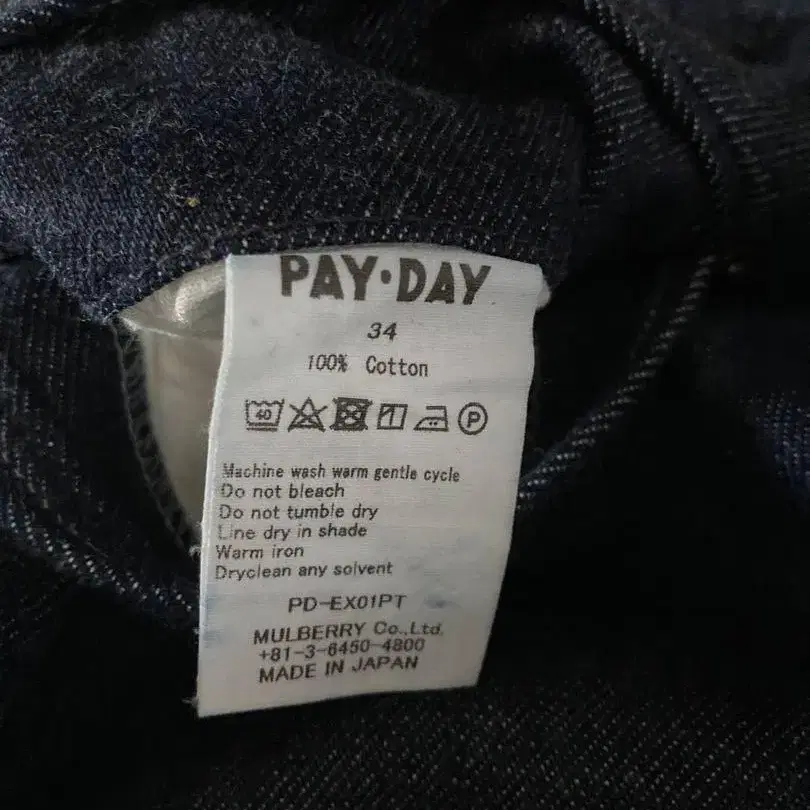 PAY•DAY
34
100% Cotton
40 P
Machine wash warm gentle cycle
Do not bleach
Do not tumble dry
Line dry in shade
Warm iron
Dryclean any solvent
PD-EX01PT
MULBERRY Co.,Ltd.
+81-3-6450-4800
MADE IN JAPAN